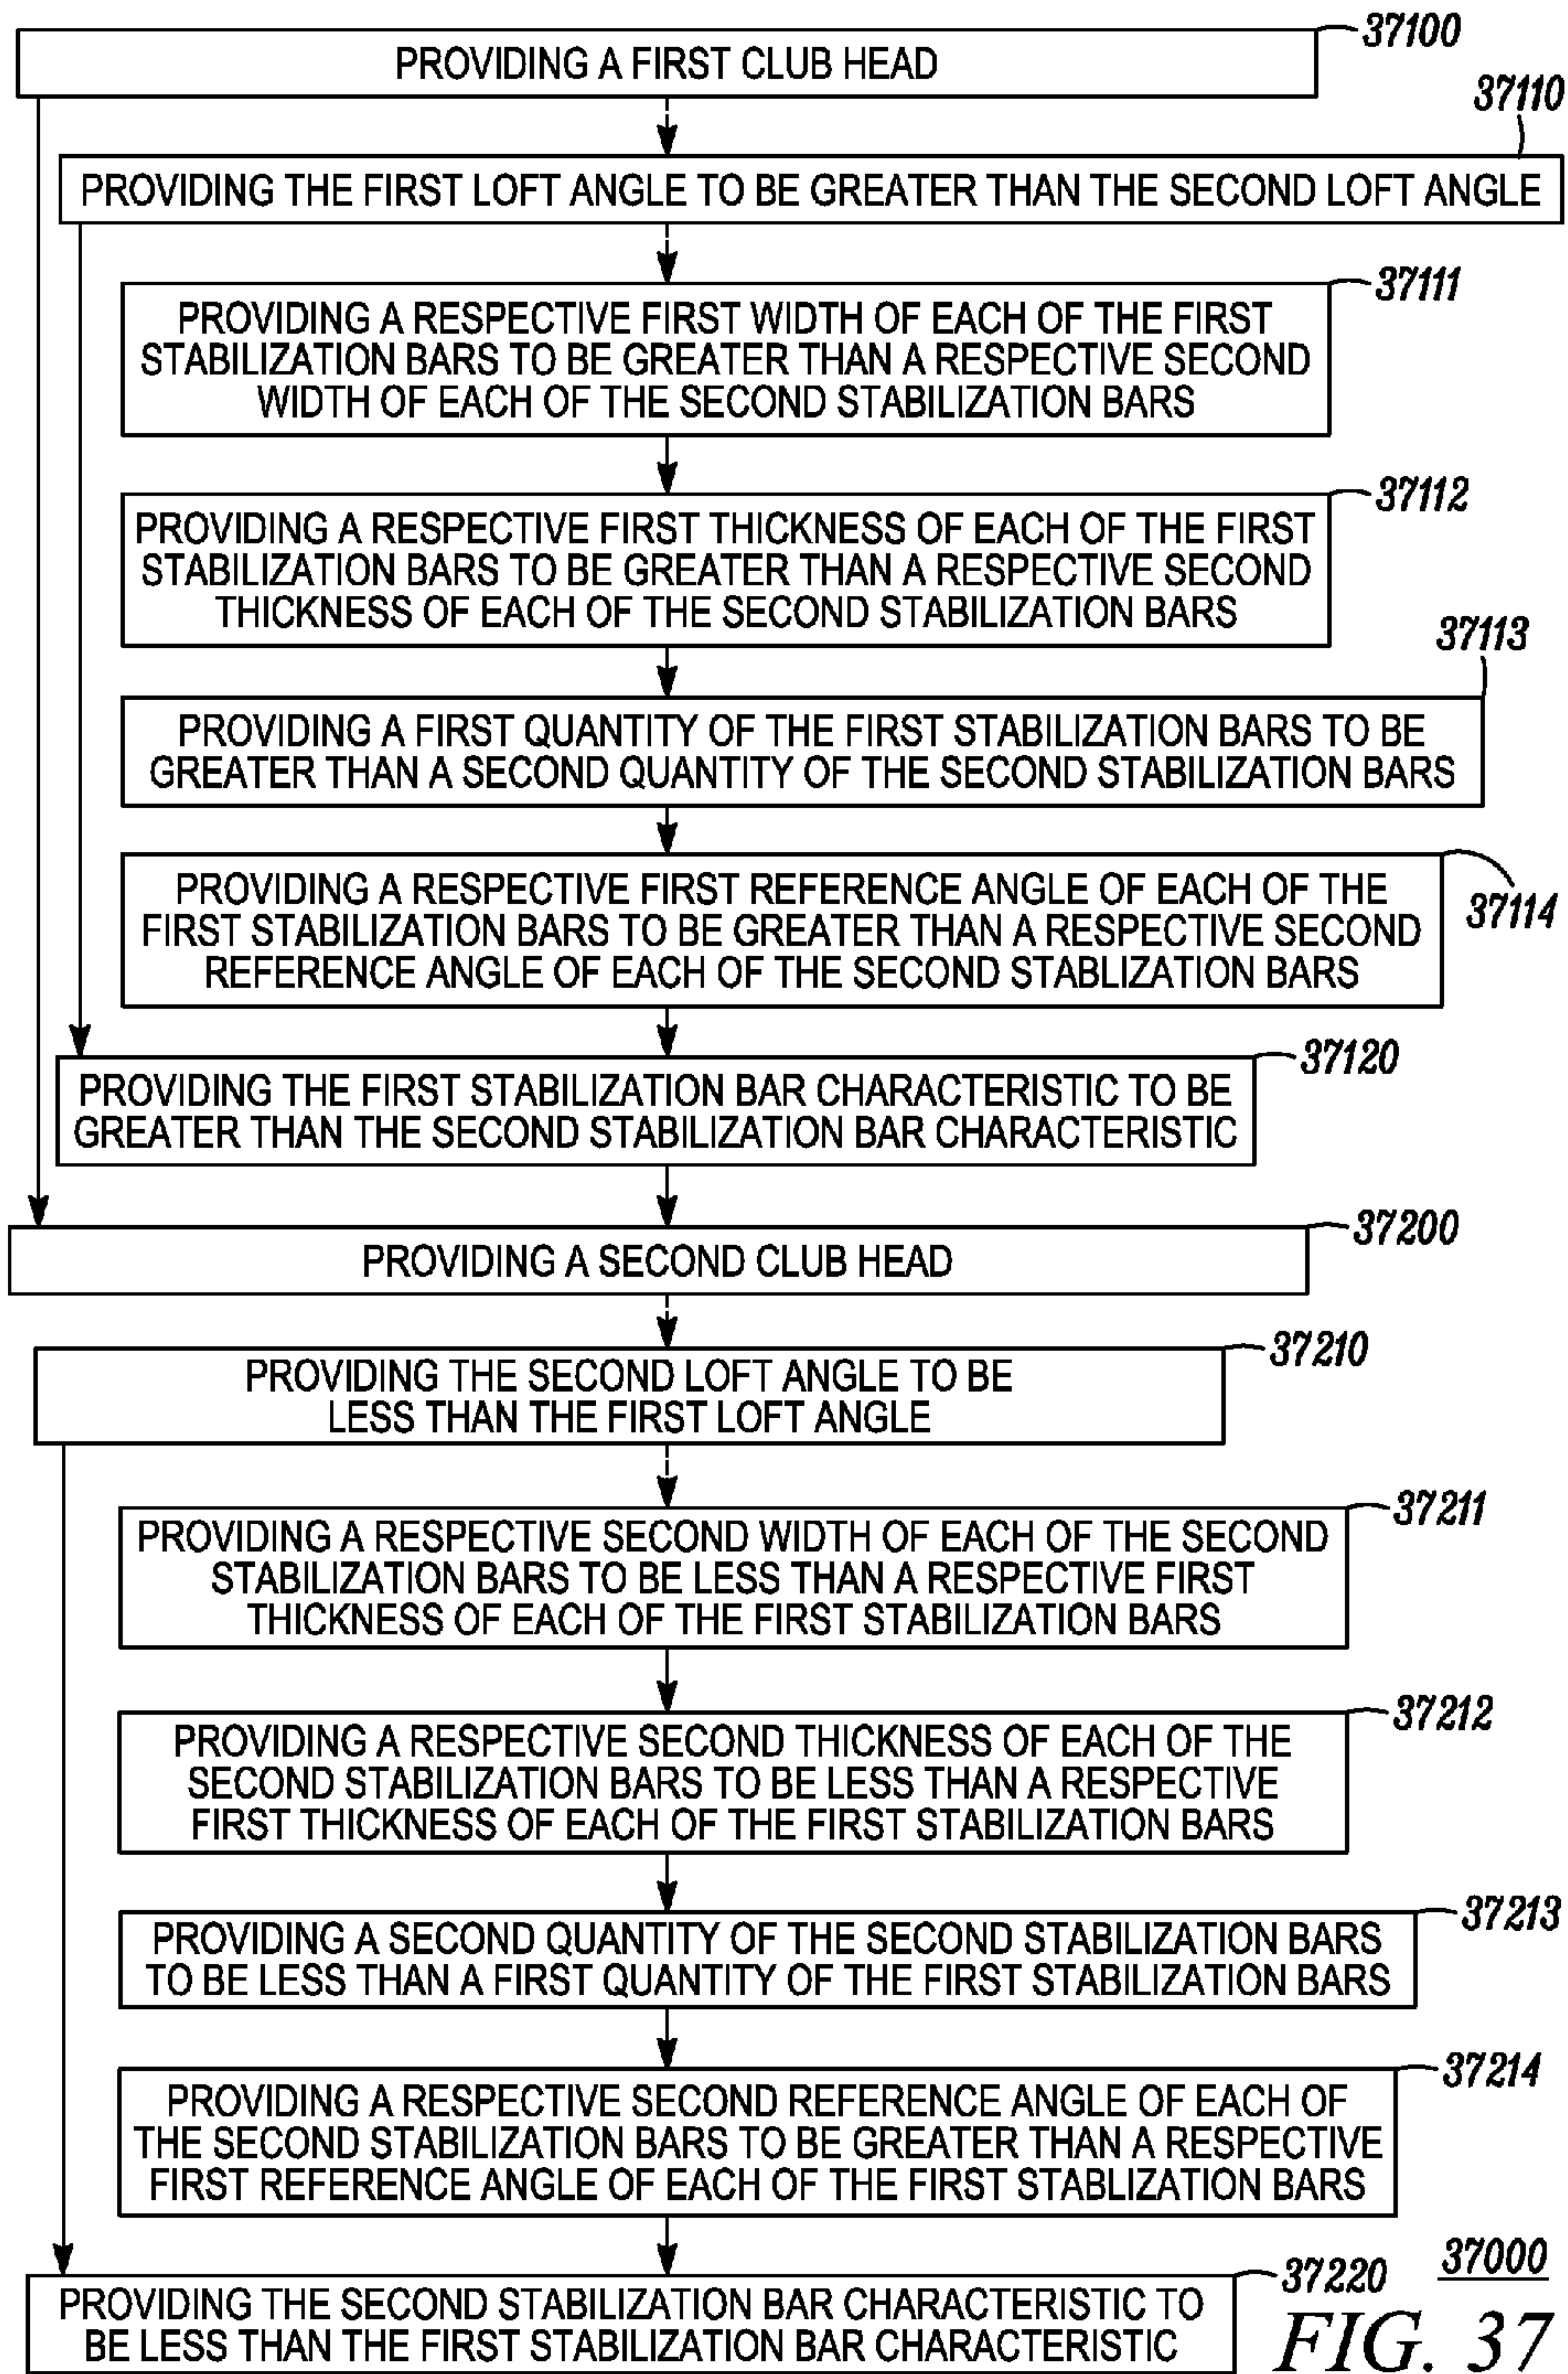 37100
PROVIDING A FIRST CLUB HEAD
37110
PROVIDING THE FIRST LOFT ANGLE TO BE GREATER THAN THE SECOND LOFT ANGLE
37111
PROVIDING A RESPECTIVE FIRST WIDTH OF EACH OF THE FIRST
STABILIZATION BARS TO BE GREATER THAN A RESPECTIVE SECOND
WIDTH OF EACH OF THE SECOND STABILIZATION BARS
37112
PROVIDING A RESPECTIVE FIRST THICKNESS OF EACH OF THE FIRST
STABILIZATION BARS TO BE GREATER THAN A RESPECTIVE SECOND
THICKNESS OF EACH OF THE SECOND STABILIZATION BARS
37113
PROVIDING A FIRST QUANTITY OF THE FIRST STABILIZATION BARS TO BE
GREATER THAN A SECOND QUANTITY OF THE SECOND STABILIZATION BARS
37114
PROVIDING A RESPECTIVE FIRST REFERENCE ANGLE OF EACH OF THE
FIRST STABILIZATION BARS TO BE GREATER THAN A RESPECTIVE SECOND
REFERENCE ANGLE OF EACH OF THE SECOND STABLIZATION BARS
37120
PROVIDING THE FIRST STABILIZATION BAR CHARACTERISTIC TO BE
GREATER THAN THE SECOND STABILIZATION BAR CHARACTERISTIC
37200
PROVIDING A SECOND CLUB HEAD
37210
PROVIDING THE SECOND LOFT ANGLE TO BE
LESS THAN THE FIRST LOFT ANGLE
37211
PROVIDING A RESPECTIVE SECOND WIDTH OF EACH OF THE SECOND
STABILIZATION BARS TO BE LESS THAN A RESPECTIVE FIRST
THICKNESS OF EACH OF THE FIRST STABILIZATION BARS
37212
PROVIDING A RESPECTIVE SECOND THICKNESS OF EACH OF THE
SECOND STABILIZATION BARS TO BE LESS THAN A RESPECTIVE
FIRST THICKNESS OF EACH OF THE FIRST STABILIZATION BARS
37213
PROVIDING A SECOND QUANTITY OF THE SECOND STABILIZATION BARS
TO BE LESS THAN A FIRST QUANTITY OF THE FIRST STABILIZATION BARS
37214
PROVIDING A RESPECTIVE SECOND REFERENCE ANGLE OF EACH OF
THE SECOND STABILIZATION BARS TO BE GREATER THAN A RESPECTIVE
FIRST REFERENCE ANGLE OF EACH OF THE FIRST STABLIZATION BARS
37220
PROVIDING THE SECOND STABILIZATION BAR CHARACTERISTIC TO
BE LESS THAN THE FIRST STABILIZATION BAR CHARACTERISTIC
37000
FIG. 37